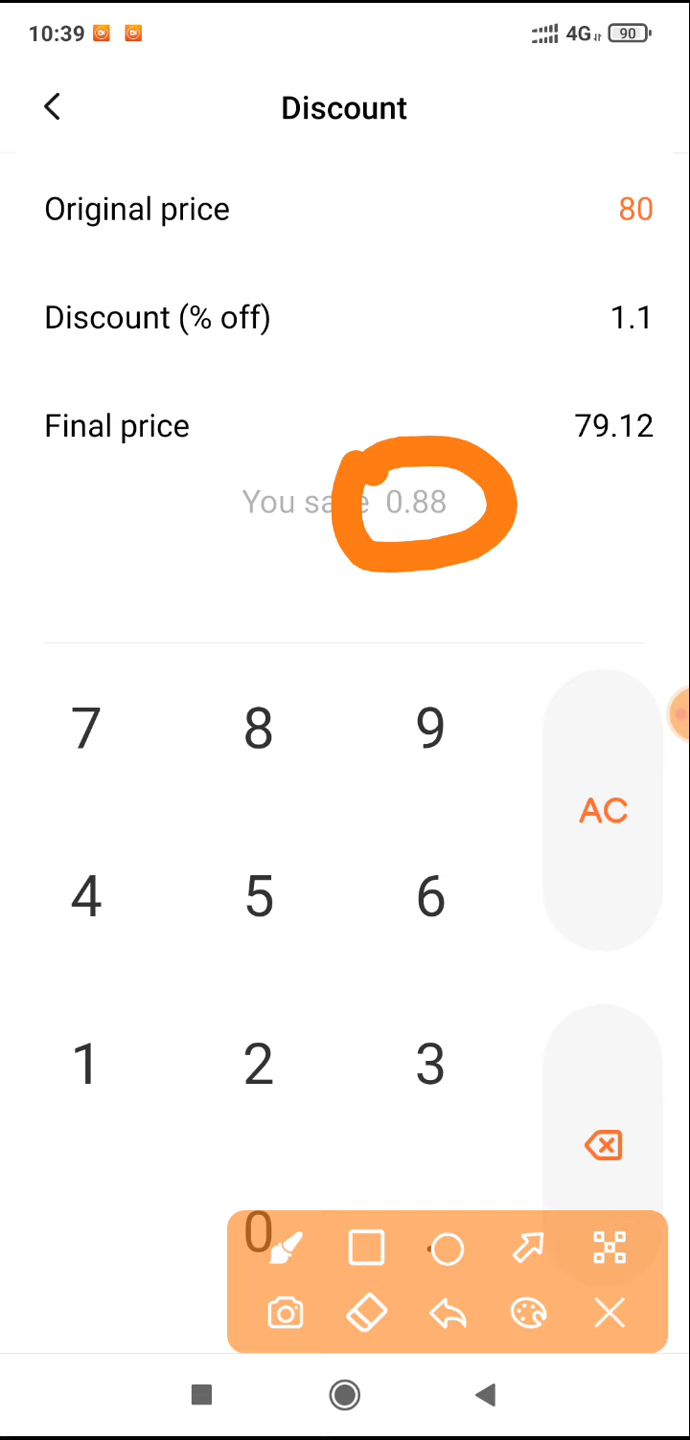 10:39 4G 90
Discount
Original price 80
Discount (% off) 1.1
Final price 79.12
You save 0.88
7 8 9
AC
4 5 6
1 2 3
0